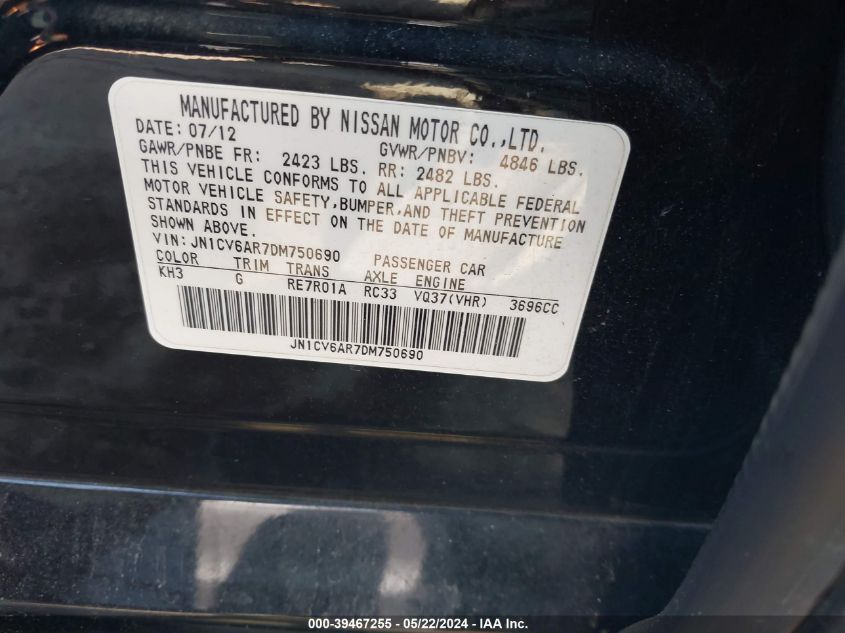 MANUFACTURED BY NISSAN MOTOR CO.,LTD.
DATE: 07/12 GVWR/PNBV: 4846 LBS.
GAWR/PNBE FR: 2423 LBS. RR: 2482 LBS.
THIS VEHICLE CONFORMS TO ALL APPLICABLE FEDERAL
MOTOR VEHICLE SAFETY,BUMPER,AND THEFT PREVENTION
STANDARDS IN EFFECT ON THE DATE OF MANUFACTURE
SHOWN ABOVE.
VIN: JN1CV6AR7DM750690 PASSENGER CAR
COLOR TRIM TRANS AXLE ENGINE
KH3 G RE7R01A RC33 VQ37(VHR) 3696CC
JN1CV6AR7DM750690
000-39467255 - 05/22/2024 - IAA Inc.